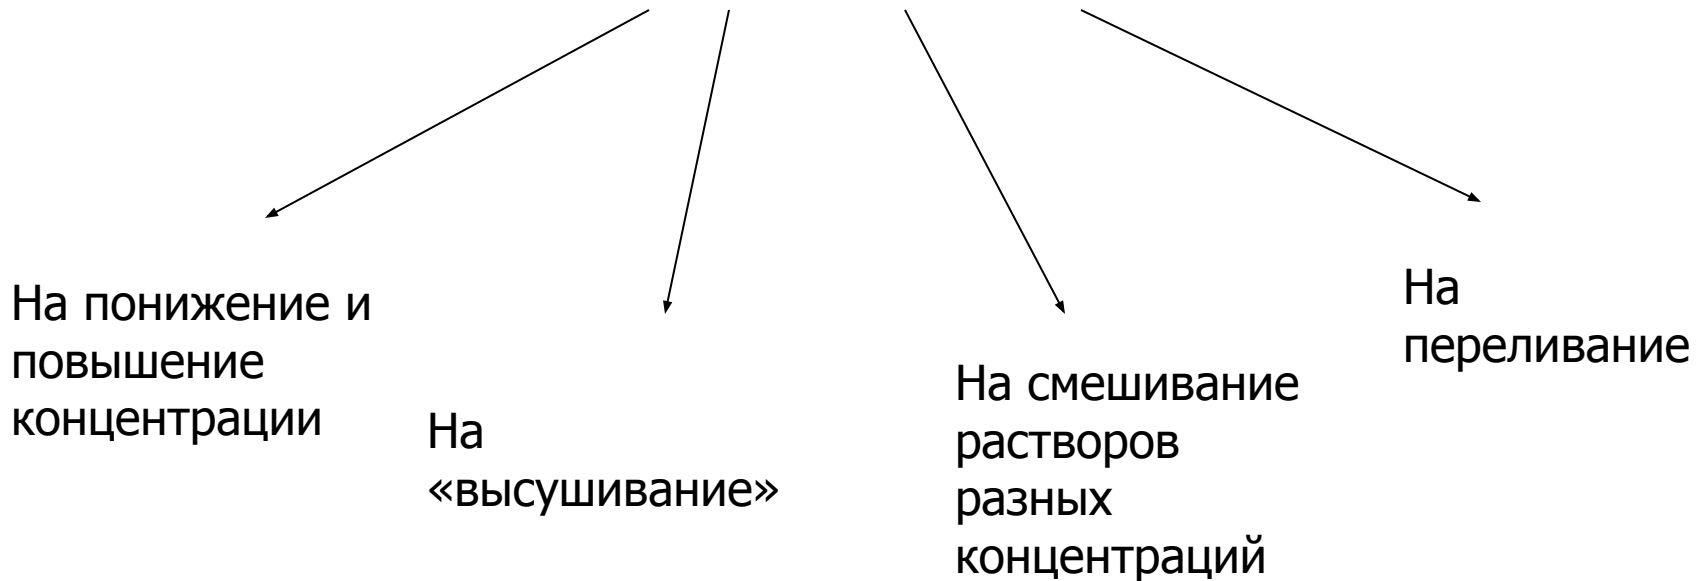 На понижение и
повышение
концентрации
На
«высушивание»
На смешивание
растворов
разных
концентраций
На
переливание